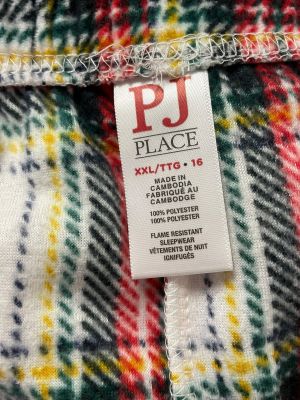 PJ
PLACE
XXL/TTG • 16
MADE IN
CAMBODIA
FABRIQUÉ AU
CAMBODGE
100% POLYESTER
100% POLYESTER
FLAME RESISTANT
SLEEPWEAR
VÊTEMENTS DE NUIT
IGNIFUGÉS